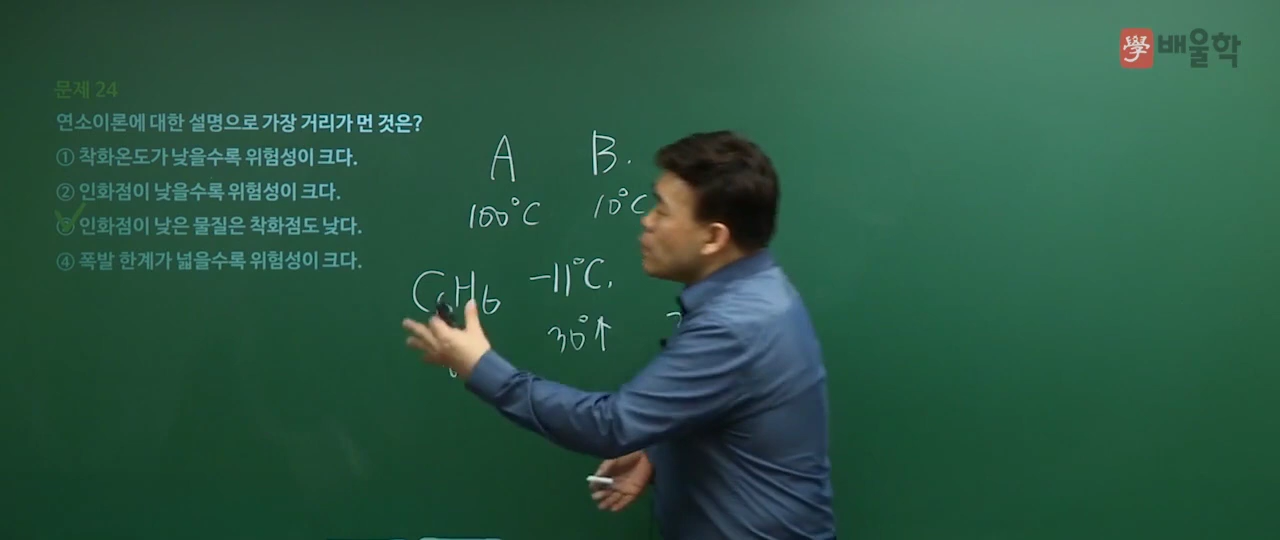 學 배울학
문제 24
연소이론에 대한 설명으로 가장 거리가 먼 것은?
① 착화온도가 낮을수록 위험성이 크다.
② 인화점이 낮을수록 위험성이 크다.
③ 인화점이 낮은 물질은 착화점도 낮다.
④ 폭발 한계가 넓을수록 위험성이 크다.
A B.
100°C 10°C
C6H6 -11°C.
30°↑